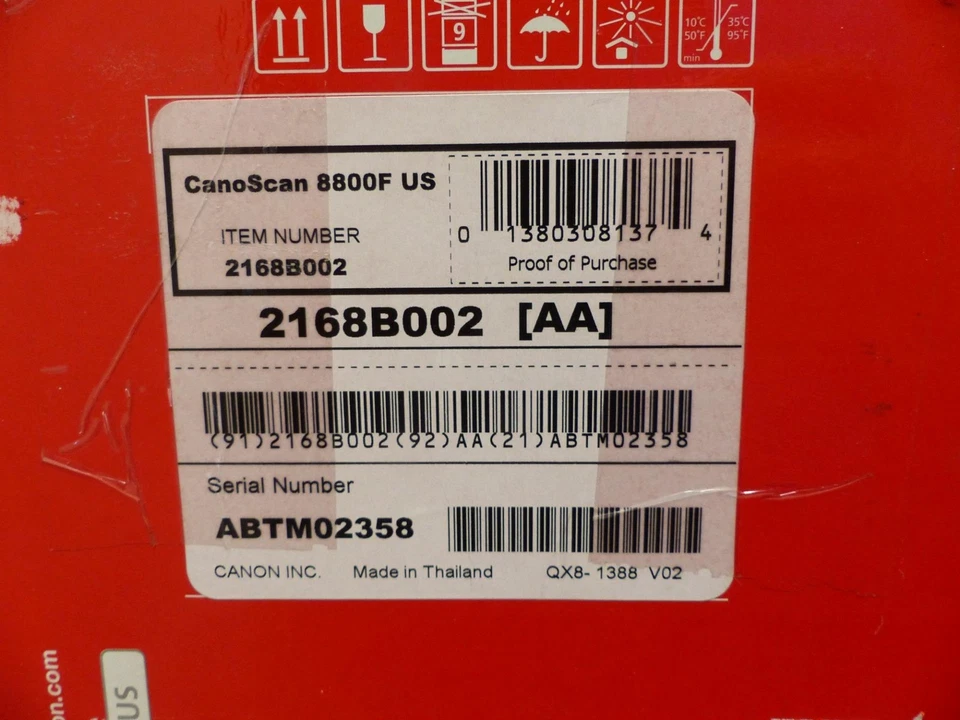 9
10°C 35°C
50°F 95°F
min
CanoScan 8800F US
ITEM NUMBER
2168B002
0 1380308137 4
Proof of Purchase
2168B002 [AA]
(91)2168B002(92)AA(21)ABTM02358
Serial Number
ABTM02358
CANON INC. Made in Thailand QX8- 1388 V02
on.com
US